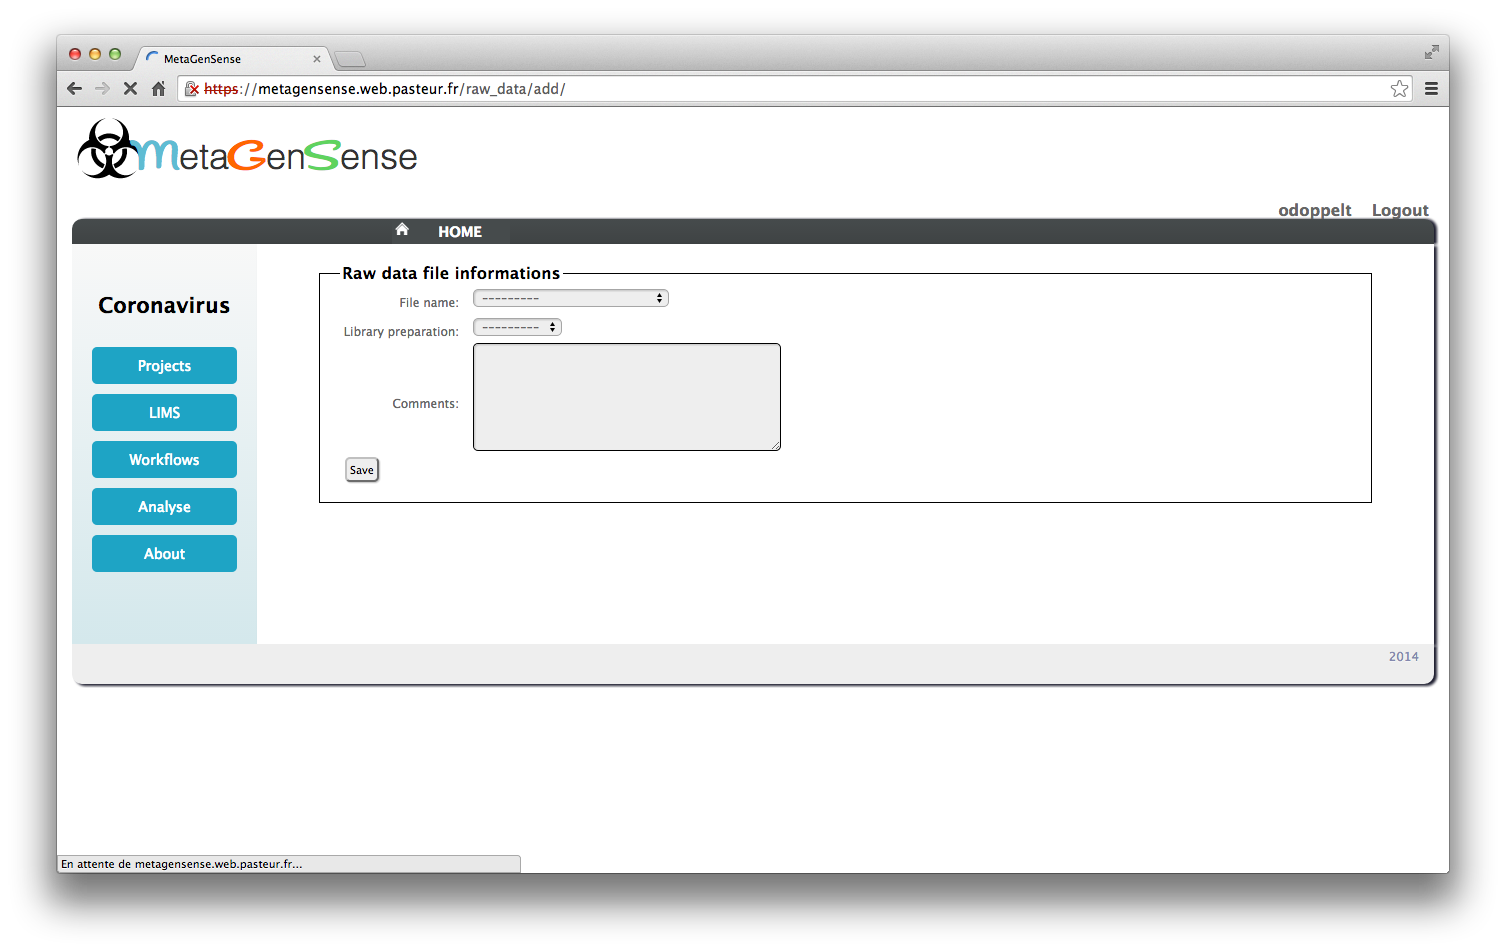 MetaGenSense
https://metagensense.web.pasteur.fr/raw_data/add/
MetaGenSense
odoppelt Logout
HOME
Coronavirus
Projects
LIMS
Workflows
Analyse
About
Raw data file informations
File name: ---------
Library preparation: ---------
Comments:
Save
2014
En attente de metagensense.web.pasteur.fr...